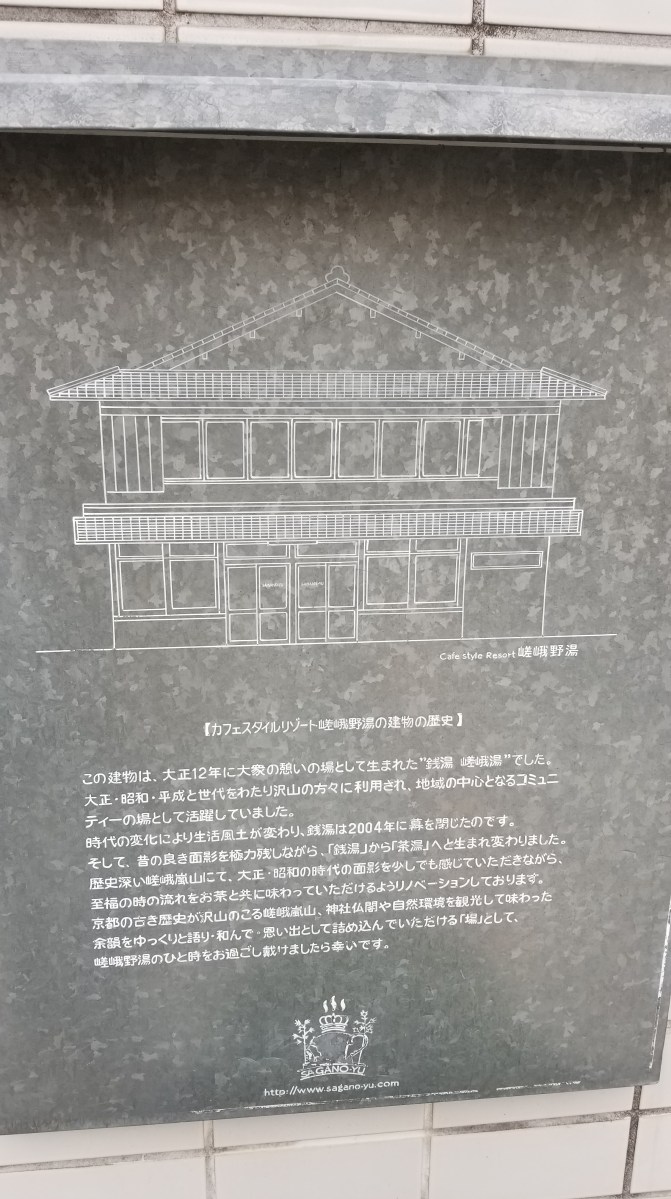 Cafe Style Resort 嵯峨野湯
【カフェスタイルリゾート嵯峨野湯の建物の歴史】
この建物は、大正12年に大衆の憩いの場として生まれた"銭湯 嵯峨湯"でした。
大正・昭和・平成と世代をわたり沢山の方々に利用され、地域の中心となるコミュニ
ティーの場として活躍していました。
時代の変化により生活風土が変わり、銭湯は2004年に幕を閉じたのです。
そして、昔の良き面影を極力残しながら、「銭湯」から「茶湯」へと生まれ変わりました。
歴史深い嵯峨嵐山にて、大正・昭和の時代の面影を少しでも感じていただきながら、
至福の時の流れをお茶と共に味わっていただけるようリノベーションしております。
京都の古き歴史が沢山のこる嵯峨嵐山、神社仏閣や自然環境を観光して味わった
余韻をゆっくりと語り・和んで・思い出として詰め込んでいただける「場」として、
嵯峨野湯のひと時をお過ごし戴けましたら幸いです。
SAGANO-YU
http://www.sagano-yu.com